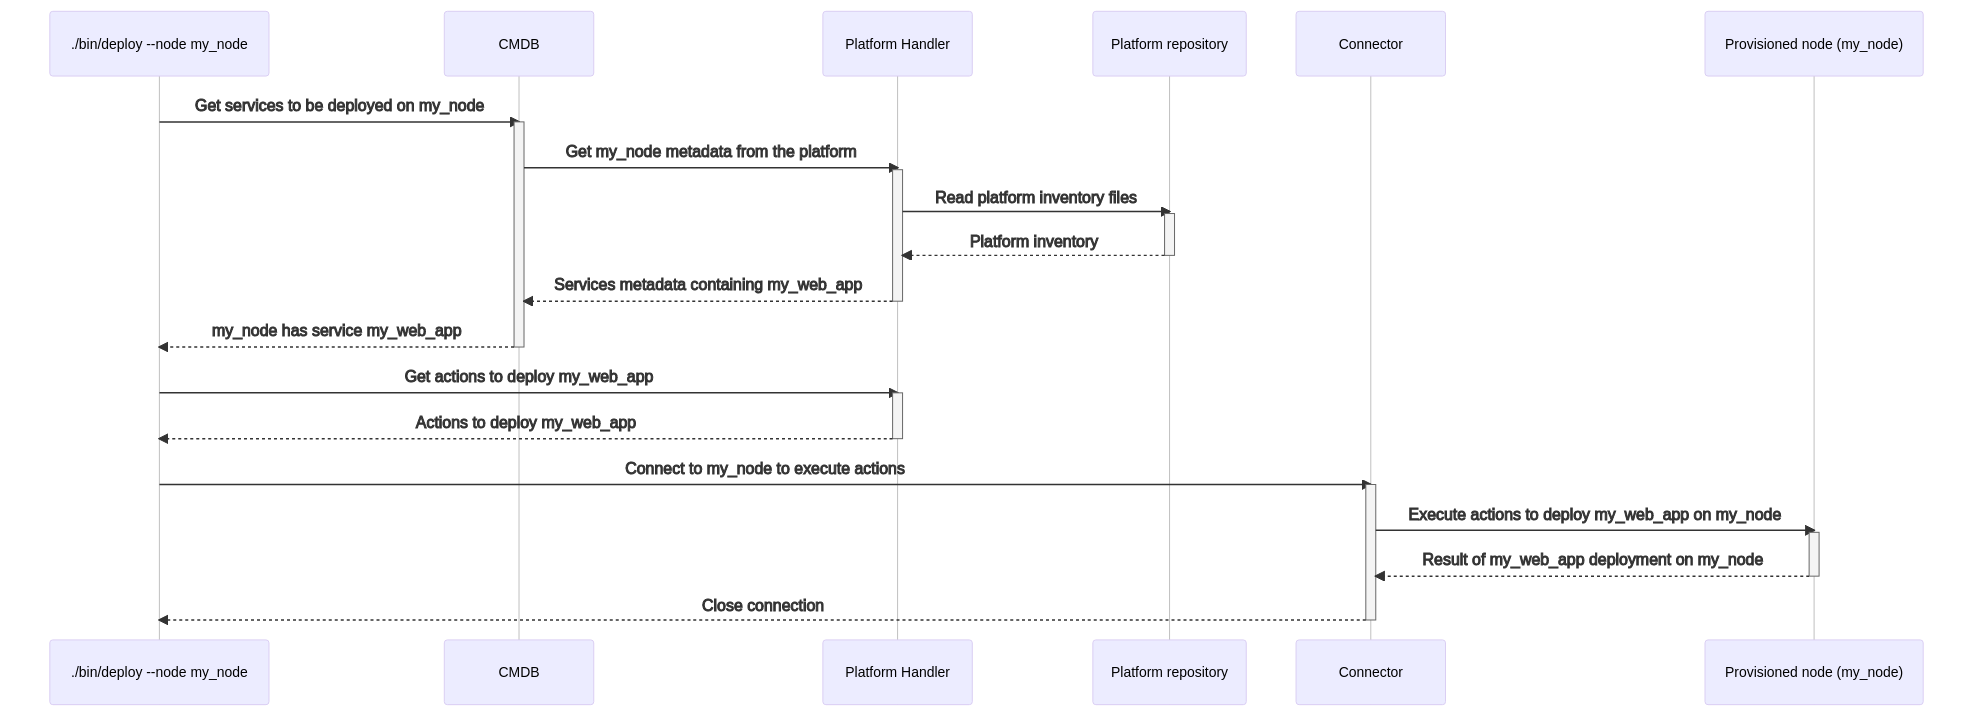 ./bin/deploy --node my_node
CMDB
Platform Handler
Platform repository
Connector
Provisioned node (my_node)
Get services to be deployed on my_node
Get my_node metadata from the platform
Read platform inventory files
Platform inventory
Services metadata containing my_web_app
my_node has service my_web_app
Get actions to deploy my_web_app
Actions to deploy my_web_app
Connect to my_node to execute actions
Execute actions to deploy my_web_app on my_node
Result of my_web_app deployment on my_node
Close connection
./bin/deploy --node my_node
CMDB
Platform Handler
Platform repository
Connector
Provisioned node (my_node)